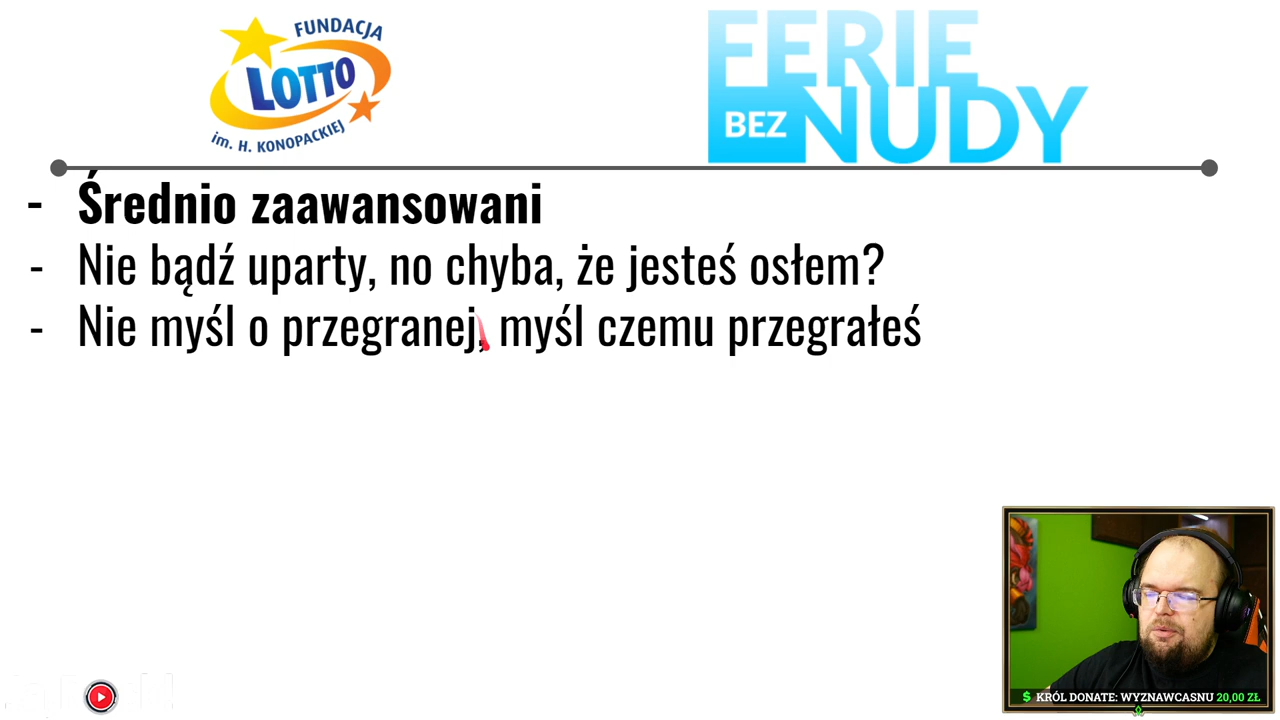 FUNDACJA
LOTTO
im. H. KONOPACKIEJ
FERIE
BEZ NUDY
- Średnio zaawansowani
- Nie bądź uparty, no chyba, że jesteś osłem?
- Nie myśl o przegranej, myśl czemu przegrałeś
$ KRÓL DONATE: WYZNAWCASNU 20,00 ZŁ